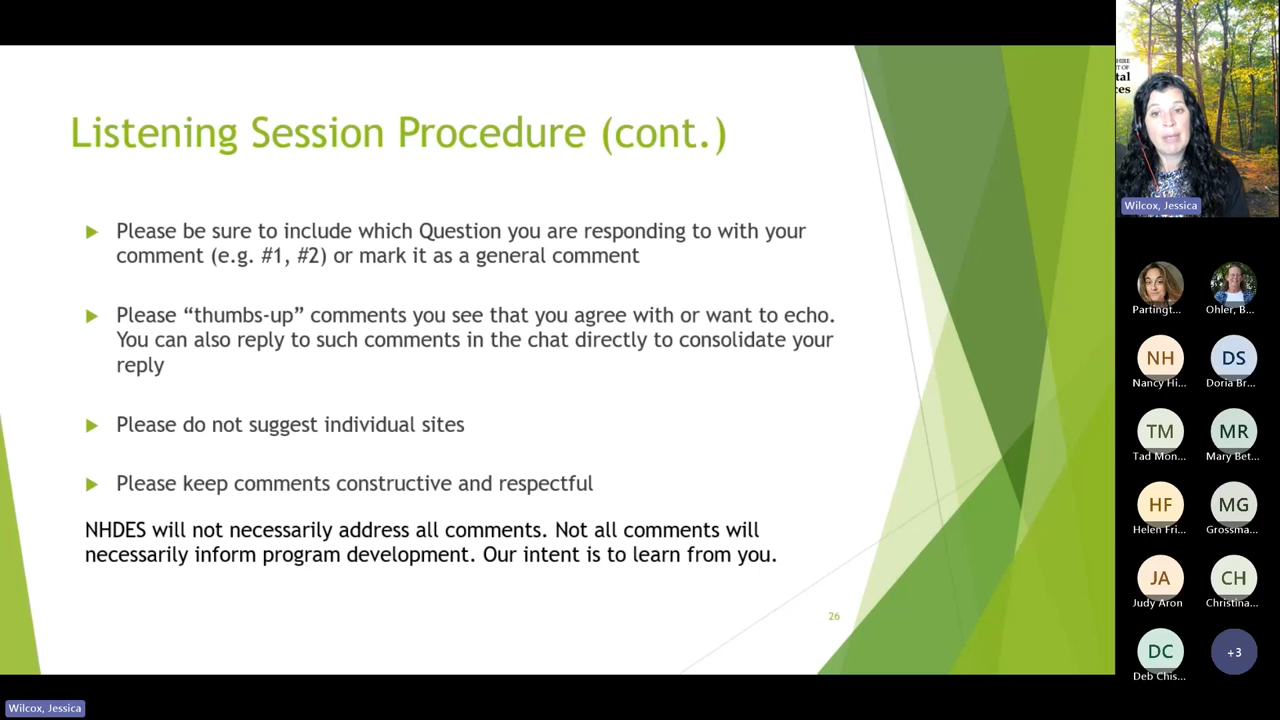 Listening Session Procedure (cont.)
Please be sure to include which Question you are responding to with your
comment (e.g. #1, #2) or mark it as a general comment
Please “thumbs-up” comments you see that you agree with or want to echo.
You can also reply to such comments in the chat directly to consolidate your
reply
Please do not suggest individual sites
Please keep comments constructive and respectful
NHDES will not necessarily address all comments. Not all comments will
necessarily inform program development. Our intent is to learn from you.
26
Wilcox, Jessica
Partingt...
Ohler, B...
NH
DS
Nancy Hi...
Doria Br...
TM
MR
Tad Mon...
Mary Bet...
HF
MG
Helen Fri...
Grossma...
JA
CH
Judy Aron
Christina...
DC
+3
Deb Chis...
Wilcox, Jessica